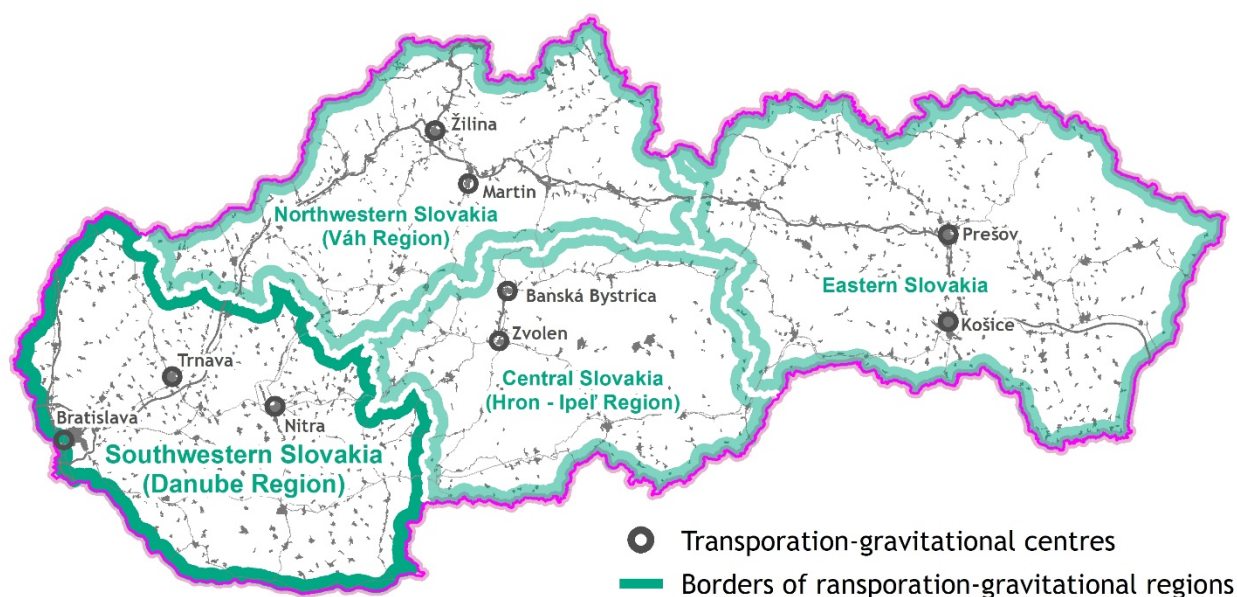 Žilina
Martin
Northwestern Slovakia
(Váh Region)
Prešov
Eastern Slovakia
Banská Bystrica
Košice
Zvolen
Trnava
Central Slovakia
(Hron - Ipeľ Region)
Bratislava
Nitra
Southwestern Slovakia
(Danube Region)
Transporation-gravitational centres
Borders of ransporation-gravitational regions